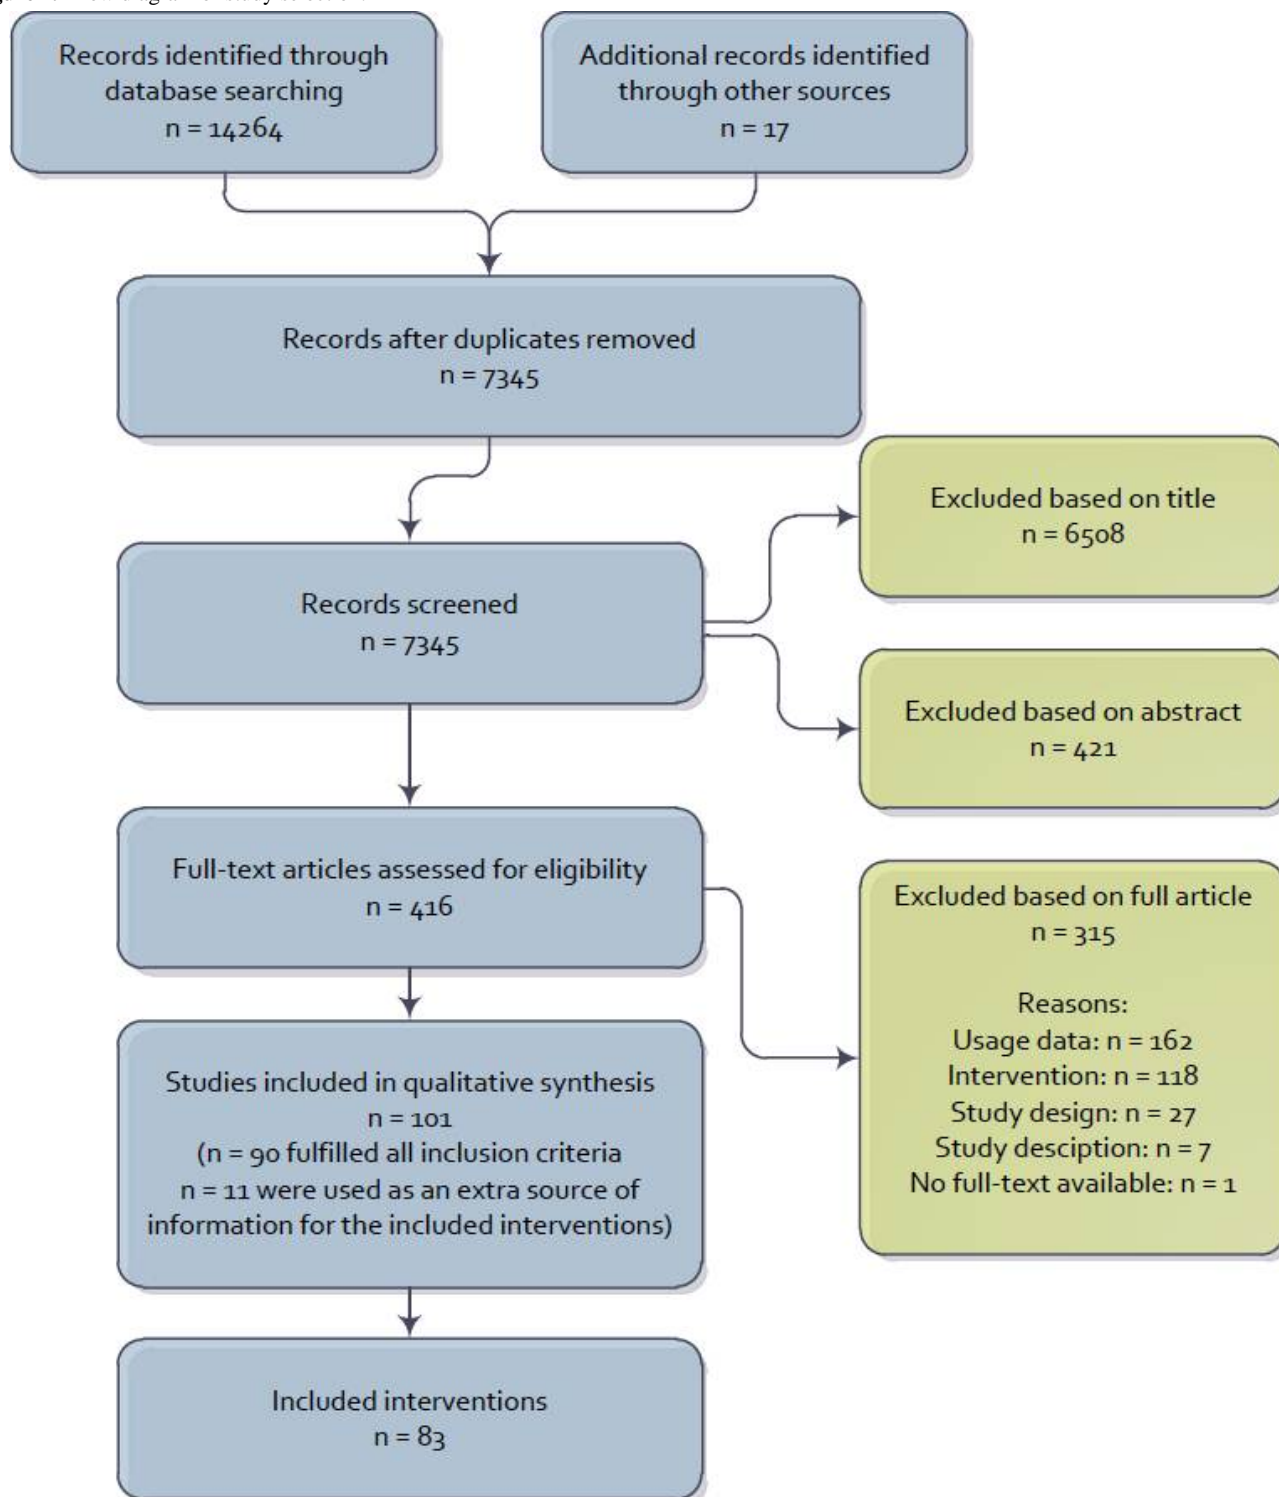 Records identified through
database searching
n = 14264
Additional records identified
through other sources
n = 17
Records after duplicates removed
n = 7345
Records screened
n = 7345
Excluded based on title
n = 6508
Excluded based on abstract
n = 421
Full-text articles assessed for eligibility
n = 416
Excluded based on full article
n = 315
Reasons:
Usage data: n = 162
Intervention: n = 118
Study design: n = 27
Study desciption: n = 7
No full-text available: n = 1
Studies included in qualitative synthesis
n = 101
(n = 90 fulfilled all inclusion criteria
n = 11 were used as an extra source of
information for the included interventions)
Included interventions
n = 83